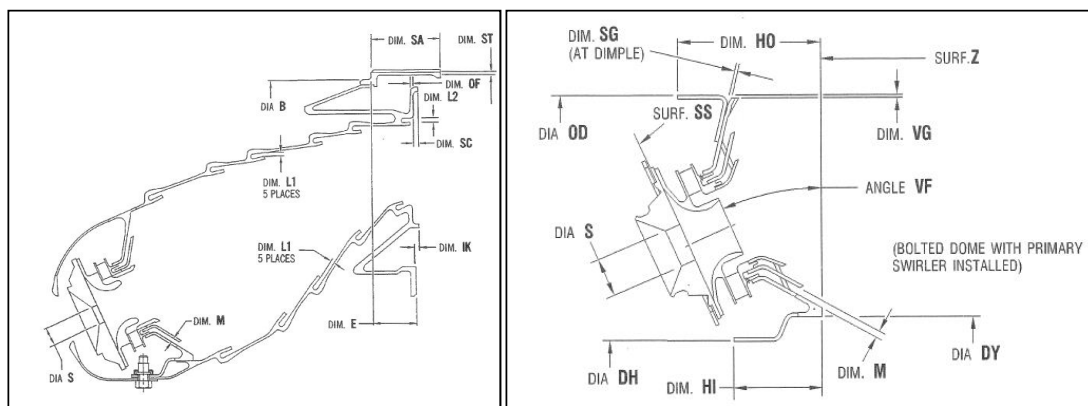 DIM. SA
DIM. ST
DIM. OF
DIM. L2
DIA B
DIM. SC
DIM. L1
5 PLACES
DIM. L1
5 PLACES
DIM. IK
DIM. M
DIM. E
DIA S
DIM. SG
(AT DIMPLE)
DIM. HO
SURF. Z
SURF. SS
DIA OD
DIM. VG
ANGLE VF
DIA S
(BOLTED DOME WITH PRIMARY
SWIRLER INSTALLED)
DIA DH
DIA DY
DIM. M
DIM. HI